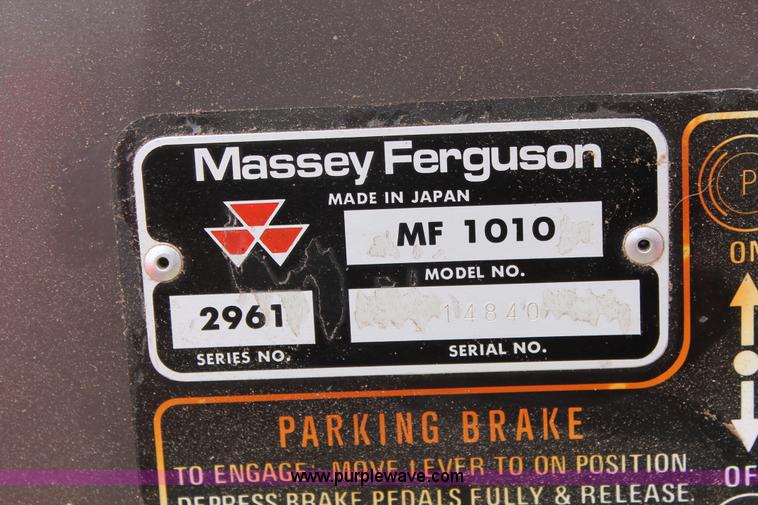 Massey Ferguson
MADE IN JAPAN
MF 1010
MODEL NO.
2961
14840
SERIES NO.
SERIAL NO.
P
ON
PARKING BRAKE
TO ENGAGE- MOVE LEVER TO ON POSITION.
DEPRESS BRAKE PEDALS FULLY & RELEASE.
OF
www.purplewave.com